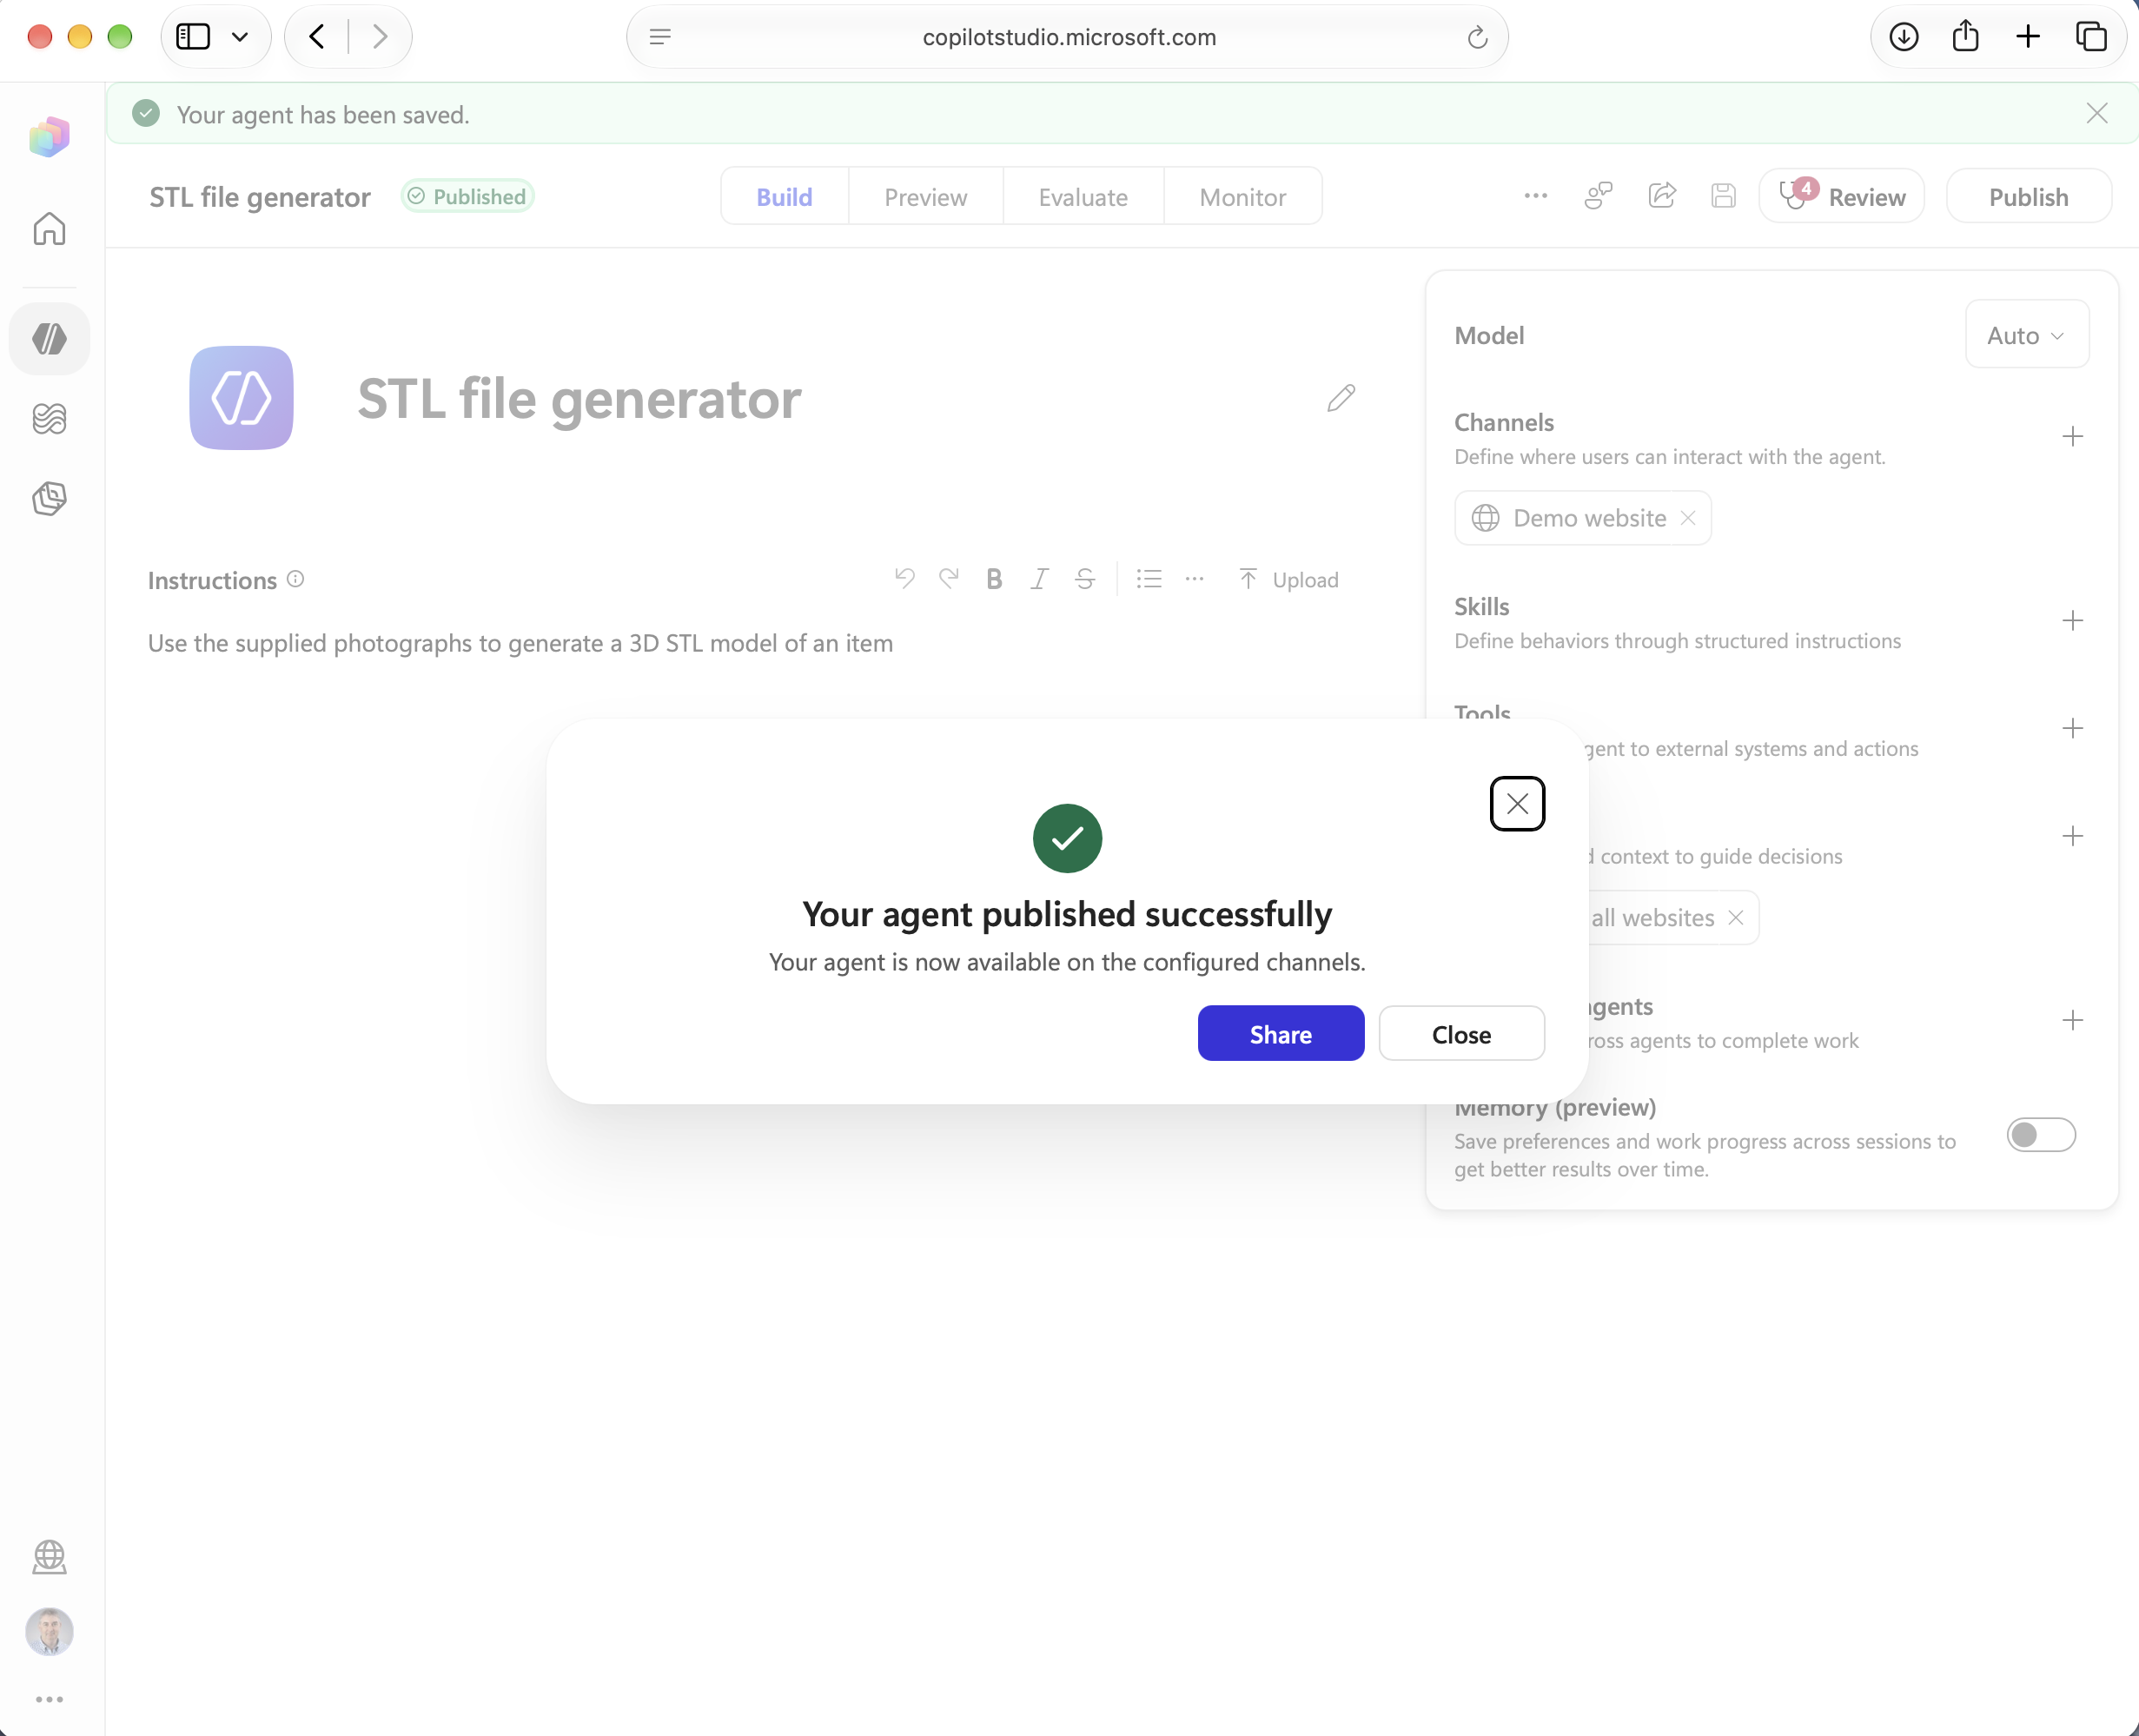 copilotstudio.microsoft.com
Your agent has been saved.
STL file generator
Published
Build
Preview
Evaluate
Monitor
4
Review
Publish
STL file generator
Model
Auto
Channels
Define where users can interact with the agent.
Demo website
Instructions
B
I
S
Upload
Skills
Define behaviors through structured instructions
Use the supplied photographs to generate a 3D STL model of an item
Tools
gent to external systems and actions
d context to guide decisions
all websites
Your agent published successfully
Your agent is now available on the configured channels.
Share
Close
gents
ross agents to complete work
Memory (preview)
Save preferences and work progress across sessions to
get better results over time.